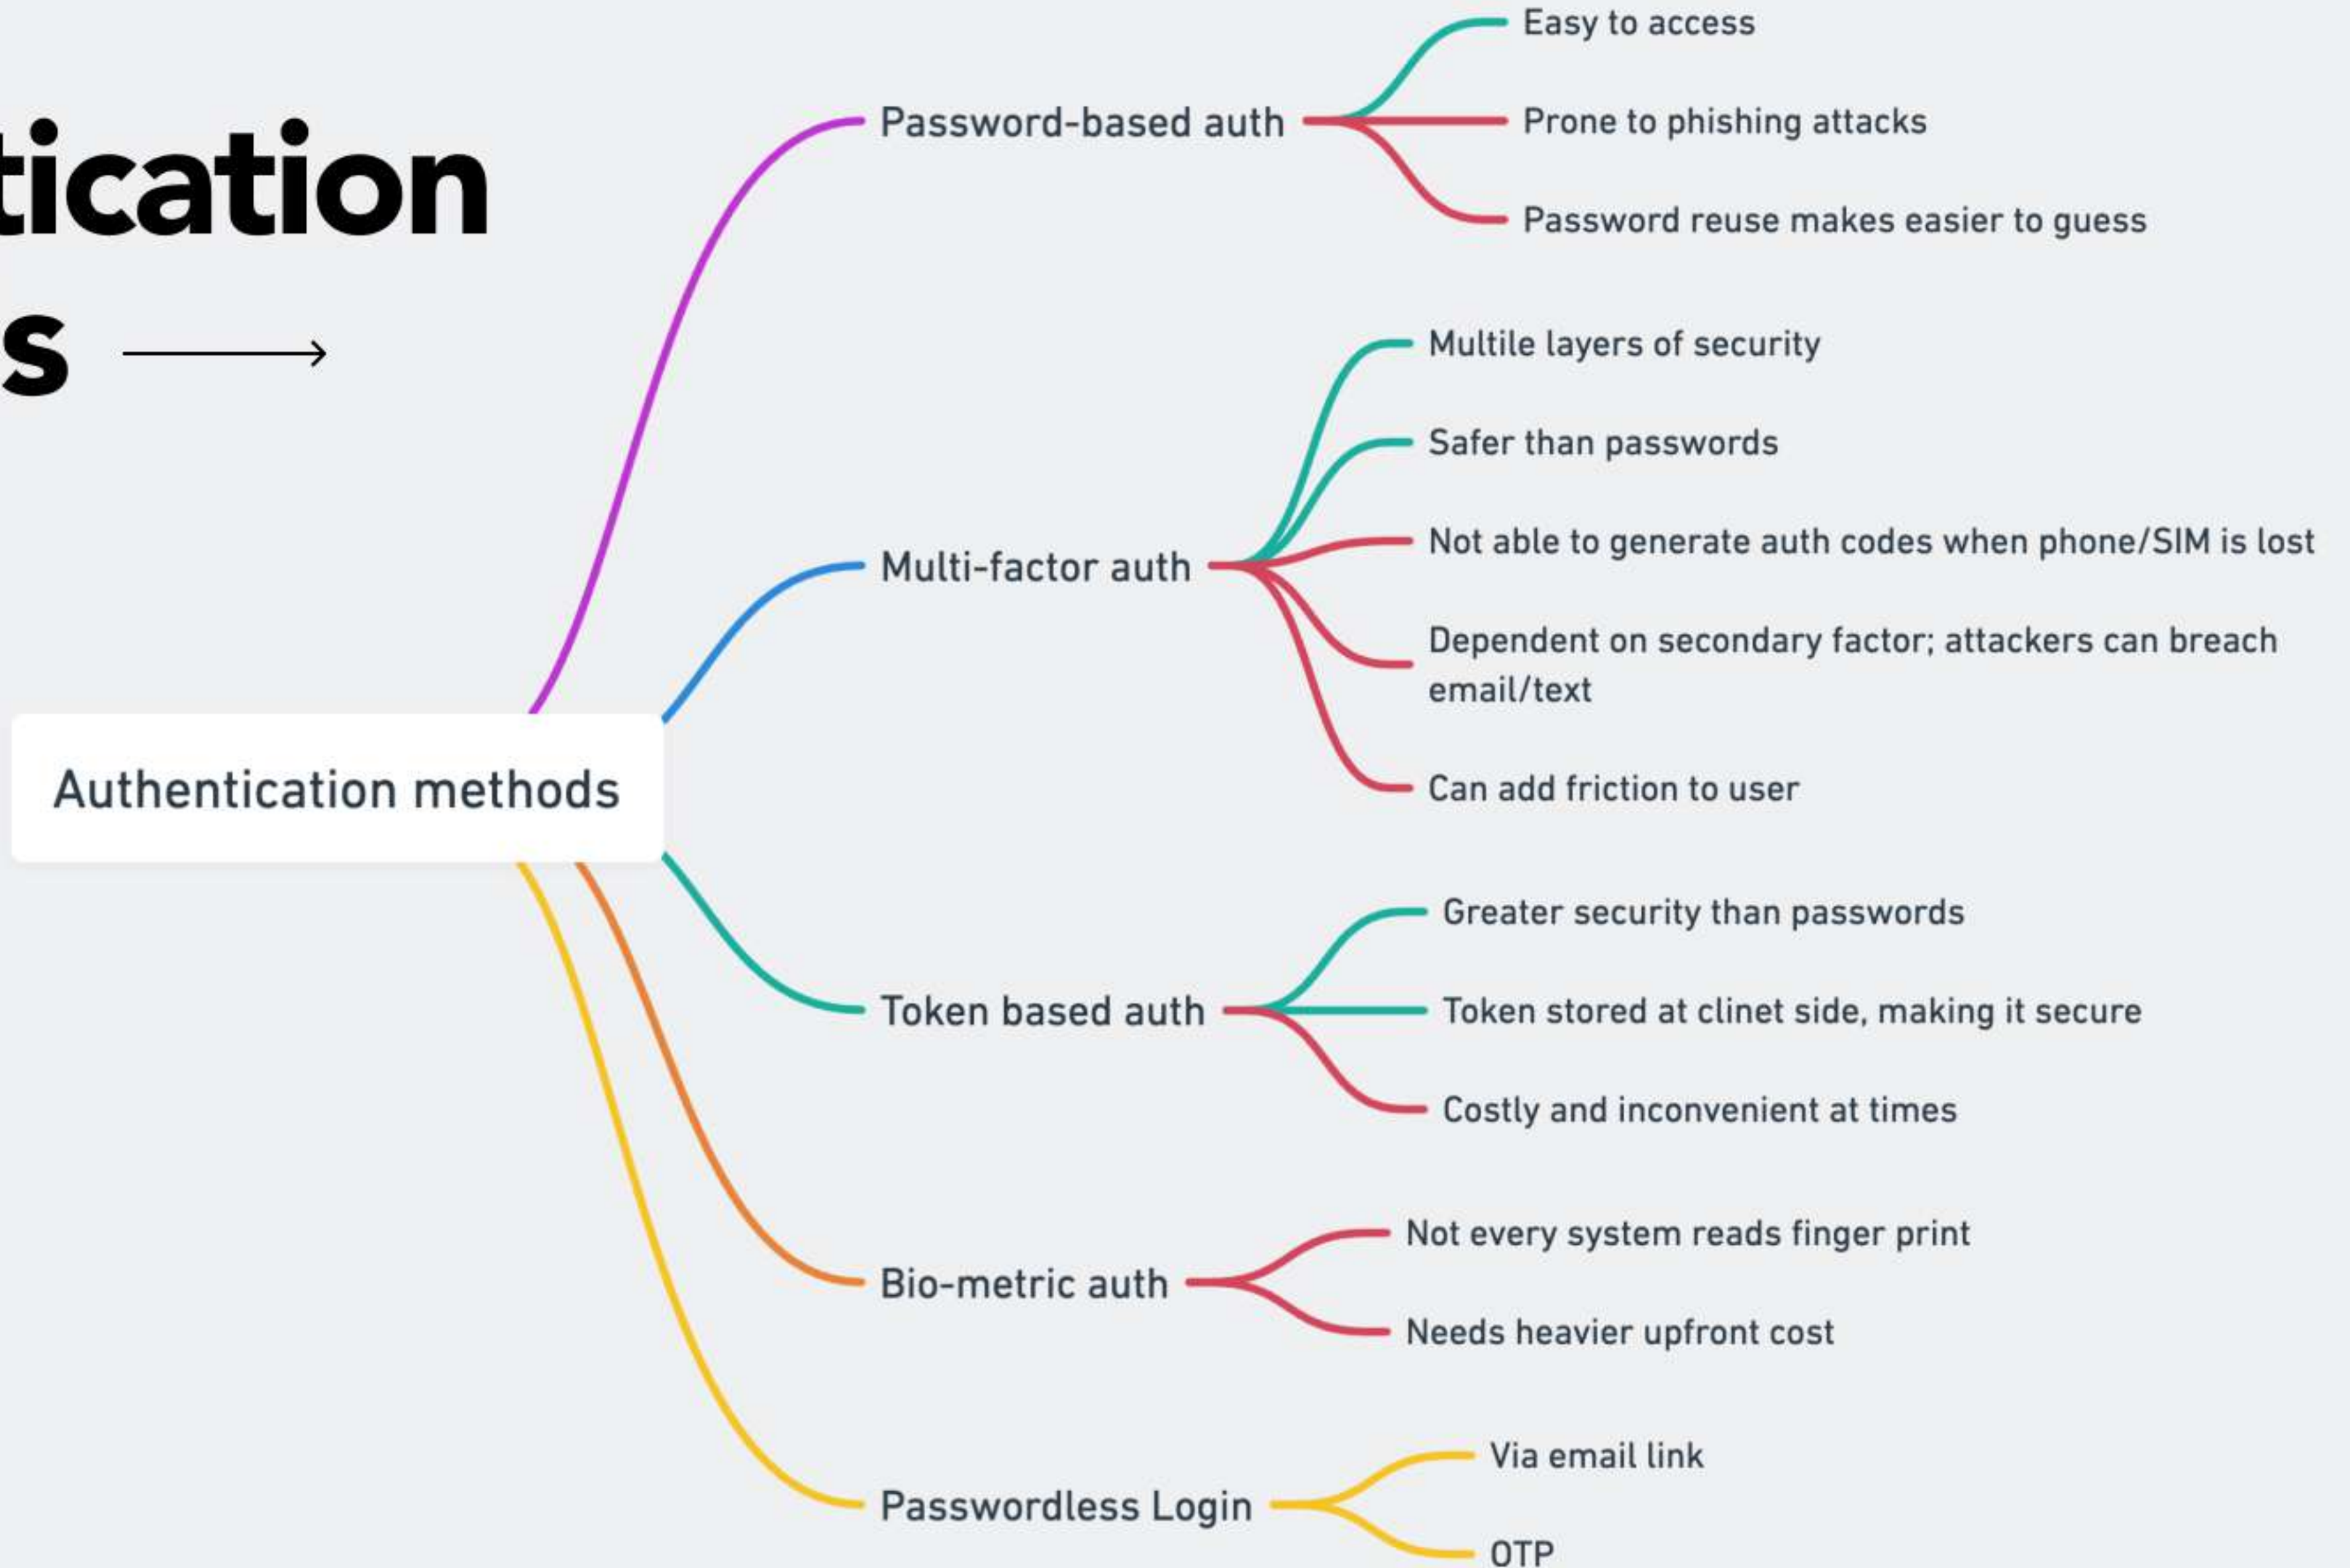 tication
s
Authentication methods
Password-based auth
Easy to access
Prone to phishing attacks
Password reuse makes easier to guess
Multi-factor auth
Multile layers of security
Safer than passwords
Not able to generate auth codes when phone/SIM is lost
Dependent on secondary factor; attackers can breach
email/text
Can add friction to user
Token based auth
Greater security than passwords
Token stored at clinet side, making it secure
Costly and inconvenient at times
Bio-metric auth
Not every system reads finger print
Needs heavier upfront cost
Passwordless Login
Via email link
OTP